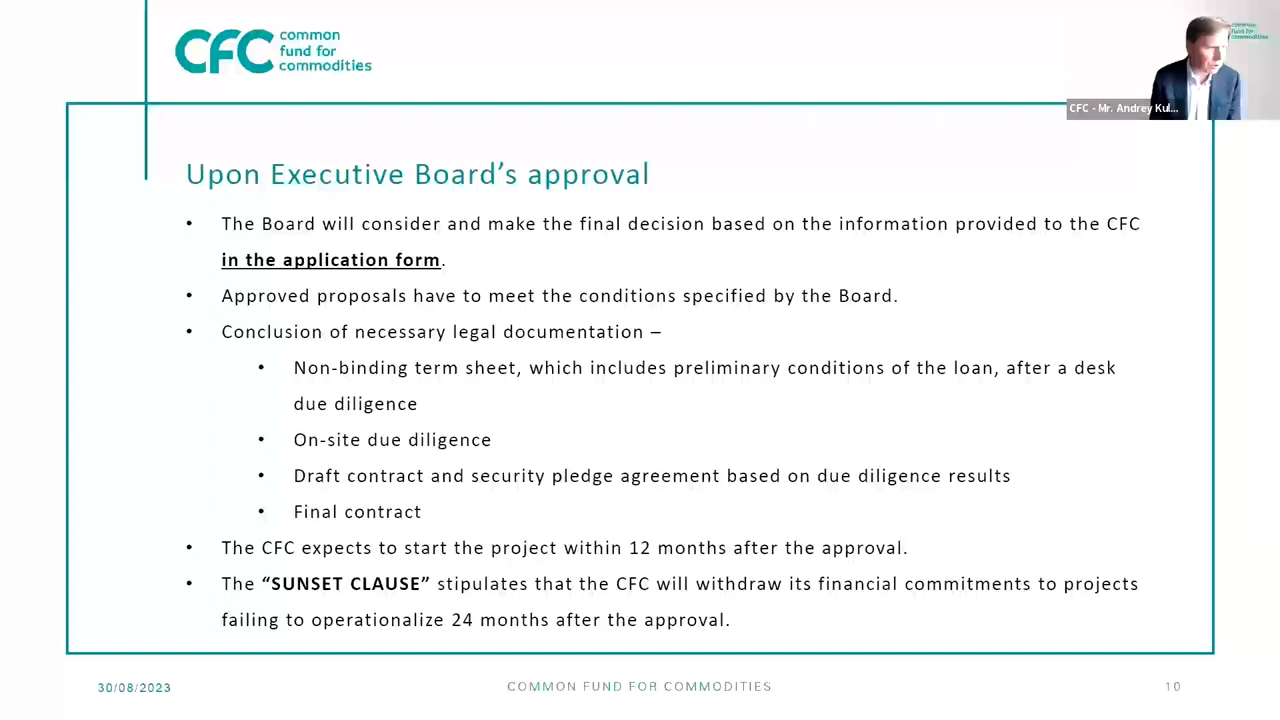 CFC common
fund for
commodities
common
fund for
commodities
CFC - Mr. Andrey Kul...
Upon Executive Board’s approval
• The Board will consider and make the final decision based on the information provided to the CFC
in the application form.
• Approved proposals have to meet the conditions specified by the Board.
• Conclusion of necessary legal documentation –
• Non-binding term sheet, which includes preliminary conditions of the loan, after a desk
due diligence
• On-site due diligence
• Draft contract and security pledge agreement based on due diligence results
• Final contract
• The CFC expects to start the project within 12 months after the approval.
• The “SUNSET CLAUSE” stipulates that the CFC will withdraw its financial commitments to projects
failing to operationalize 24 months after the approval.
30/08/2023
COMMON FUND FOR COMMODITIES
10